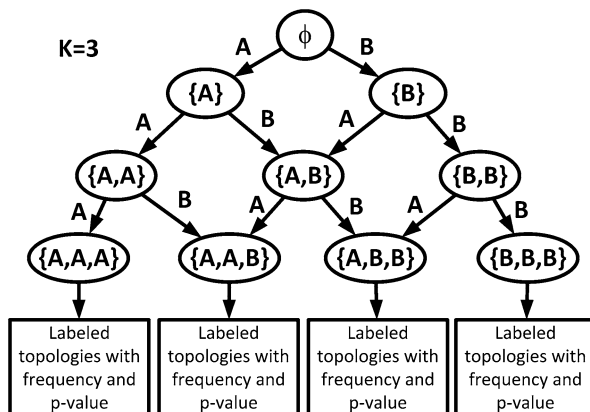 K=3
ϕ
A B
{A} {B}
A B A B
{A,A} {A,B} {B,B}
A B A B A B
{A,A,A} {A,A,B} {A,B,B} {B,B,B}
Labeled
topologies with
frequency and
p-value
Labeled
topologies with
frequency and
p-value
Labeled
topologies with
frequency and
p-value
Labeled
topologies with
frequency and
p-value